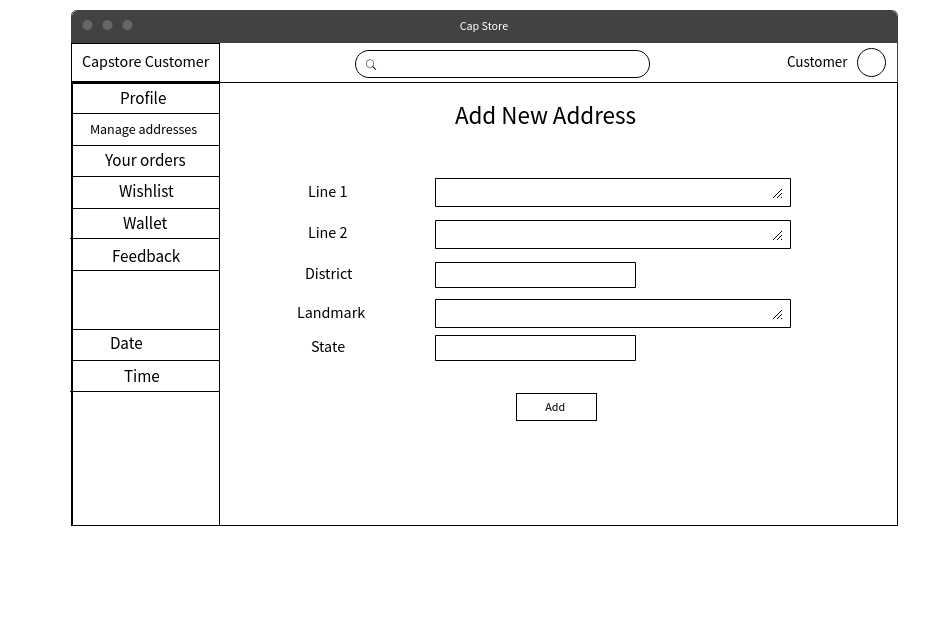 Cap Store
Capstore Customer
Customer
Profile
Manage addresses
Your orders
Wishlist
Wallet
Feedback
Date
Time
Add New Address
Line 1
Line 2
District
Landmark
State
Add